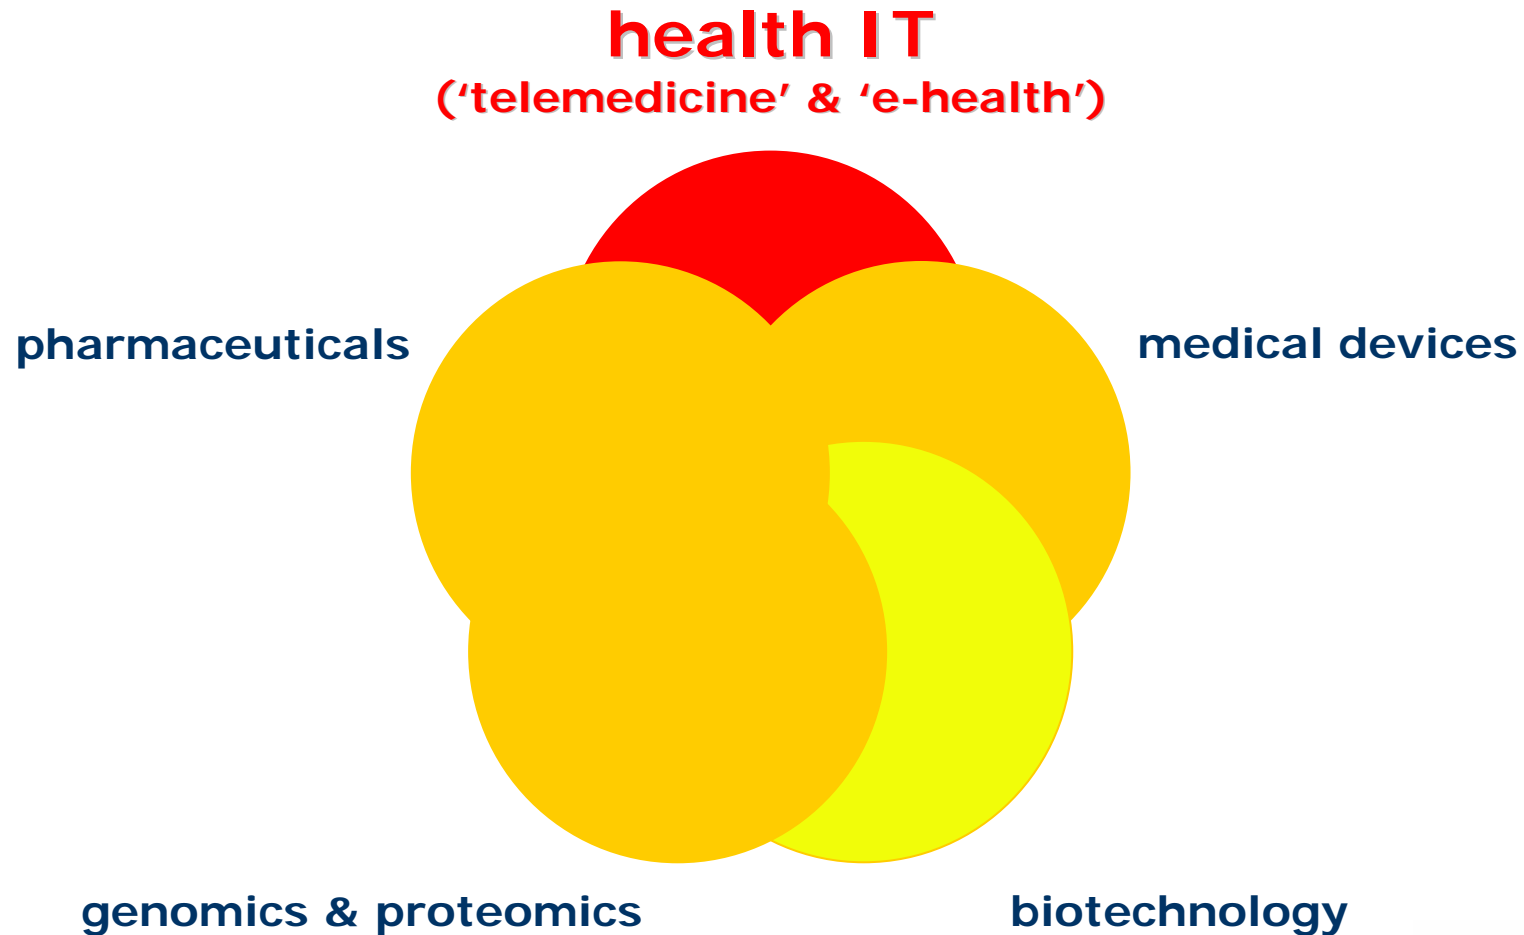 health IT
(‘telemedicine’ & ‘e-health’)
pharmaceuticals
medical devices
genomics & proteomics
biotechnology